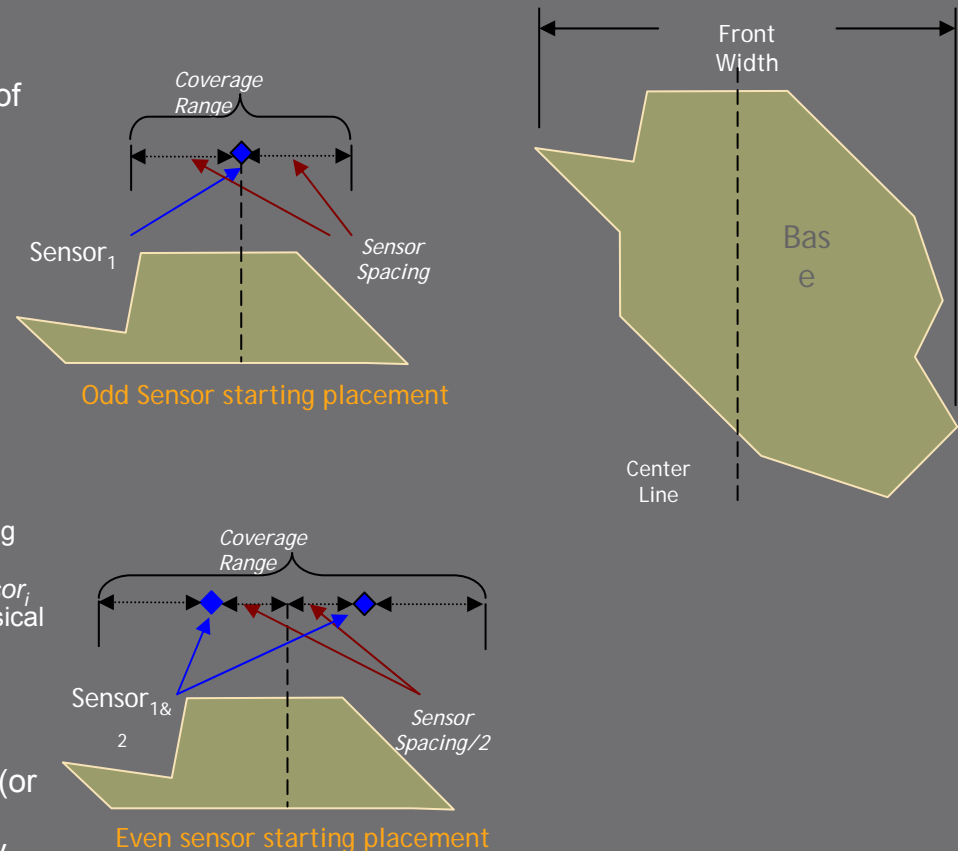 of
Coverage
Range
Sensor1
Sensor
Spacing
Odd Sensor starting placement
Front
Width
Bas
e
Center
Line
g
Coverage
Range
ori
sical
Sensor1&
2
Sensor
Spacing/2
(or
Even sensor starting placement